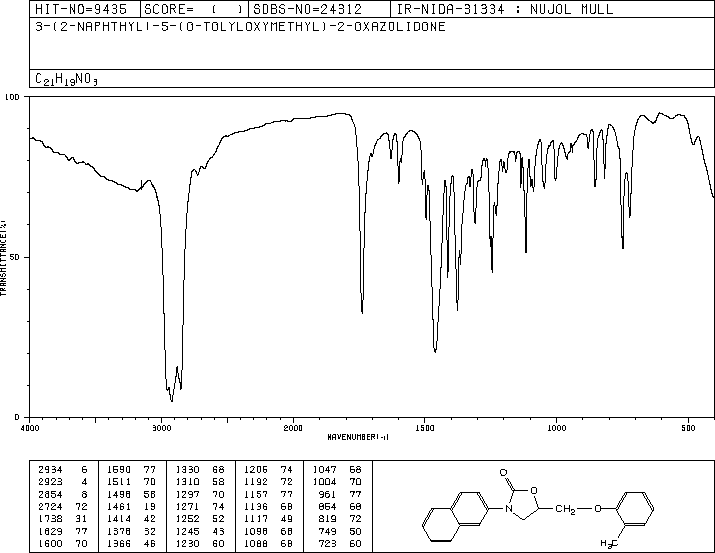 HIT-NO=9435 SCORE= ( ) SDBS-NO=24312 IR-NIDA-31334 : NUJOL MULL
3-(2-NAPHTHYL)-5-(O-TOLYLOXYMETHYL)-2-OXAZOLIDONE
C21H19NO3
100
50
0
TRANSMITTANCE(%)
4000 3000 2000 1500 1000 500
WAVENUMBER(-1)
2934 6 1590 77 1330 68 1206 74 1047 68
2923 4 1511 70 1310 58 1192 72 1004 70
2854 8 1498 58 1297 70 1157 77 961 77
2724 72 1461 19 1271 74 1136 68 854 68
1738 31 1414 42 1252 52 1117 49 819 72
1629 77 1378 32 1245 43 1098 68 749 50
1600 70 1366 46 1230 60 1088 68 723 60
O
O
N
CH2
O
H3C